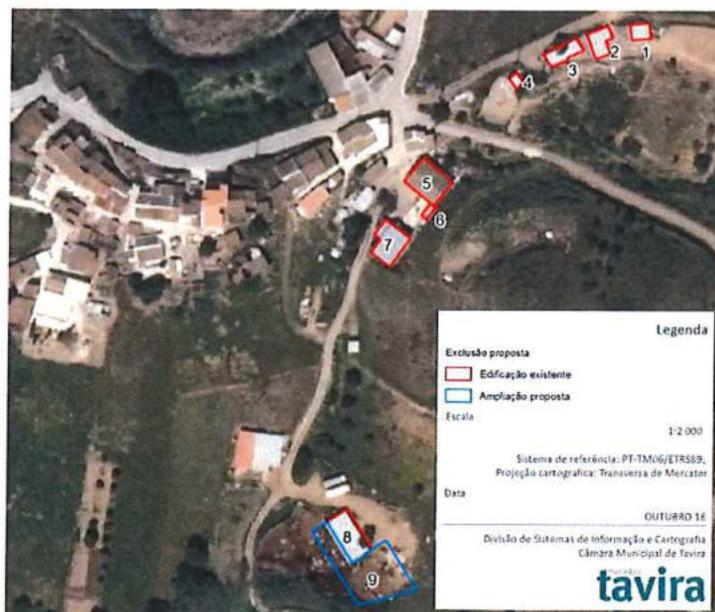 1
2
3
4
5
6
7
8
9
Legenda
Exclusão proposta
Edificação existente
Ampliação proposta
Escala
1:2 000
Sistema de referência: PT-TM06/ETRS89;
Projeção cartográfica: Transversa de Mercator
Data
OUTUBRO 16
Divisão de Sistemas de Informação e Cartografia
Câmara Municipal de Tavira
tavira